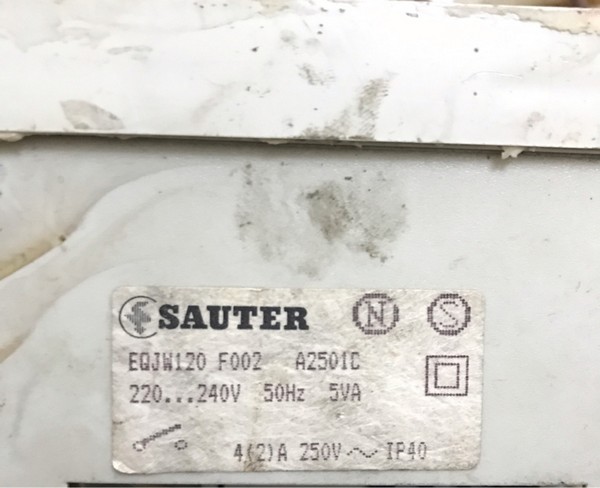 SAUTER N S
EQJW120 F002 A2501C
220...240V 50Hz 5VA
4(2)A 250V ~ IP40